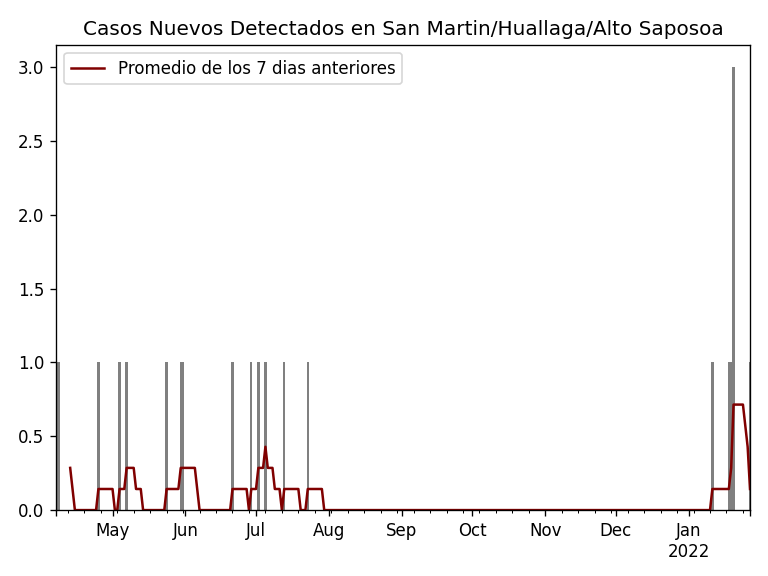 Casos Nuevos Detectados en San Martin/Huallaga/Alto Saposoa
Promedio de los 7 dias anteriores
3.0
2.5
2.0
1.5
1.0
0.5
0.0
May Jun Jul Aug Sep Oct Nov Dec Jan
2022